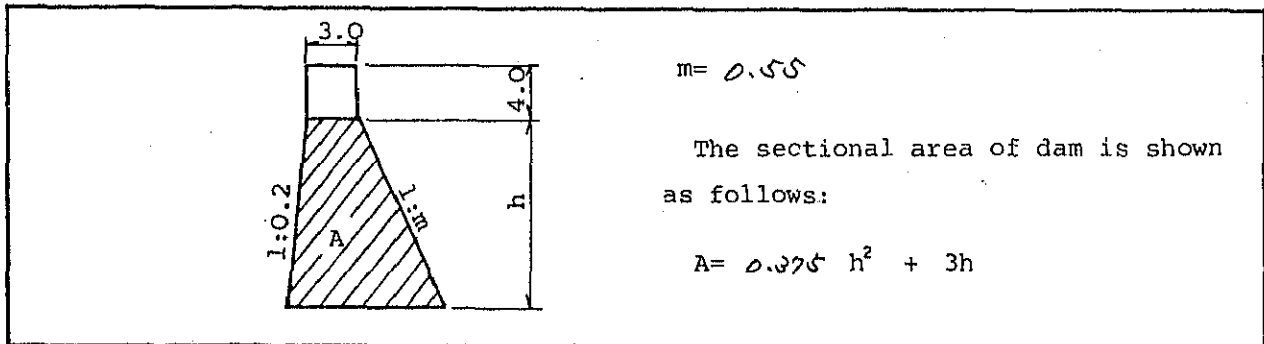 3.0
4.0
h
1:0.2
A
1:m
m= 0.55
The sectional area of dam is shown
as follows:
A= 0.375 h² + 3h